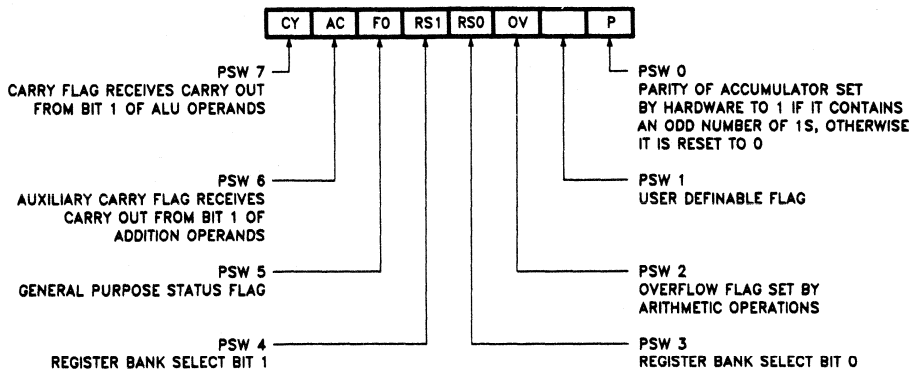 CY AC F0 RS1 RS0 OV P
PSW 7
CARRY FLAG RECEIVES CARRY OUT
FROM BIT 1 OF ALU OPERANDS
PSW 6
AUXILIARY CARRY FLAG RECEIVES
CARRY OUT FROM BIT 1 OF
ADDITION OPERANDS
PSW 5
GENERAL PURPOSE STATUS FLAG
PSW 4
REGISTER BANK SELECT BIT 1
PSW 0
PARITY OF ACCUMULATOR SET
BY HARDWARE TO 1 IF IT CONTAINS
AN ODD NUMBER OF 1S, OTHERWISE
IT IS RESET TO 0
PSW 1
USER DEFINABLE FLAG
PSW 2
OVERFLOW FLAG SET BY
ARITHMETIC OPERATIONS
PSW 3
REGISTER BANK SELECT BIT 0